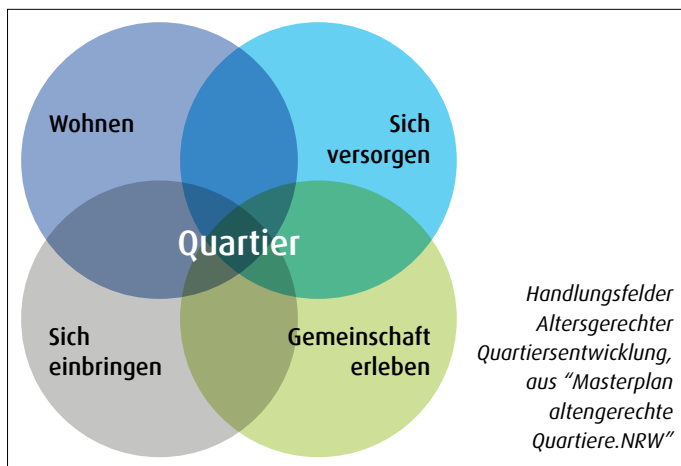 Wohnen
Sich
versorgen
Quartier
Sich
einbringen
Gemeinschaft
erleben
Handlungsfelder
Altersgerechter
Quartiersentwicklung,
aus “Masterplan
altengerechte
Quartiere.NRW”